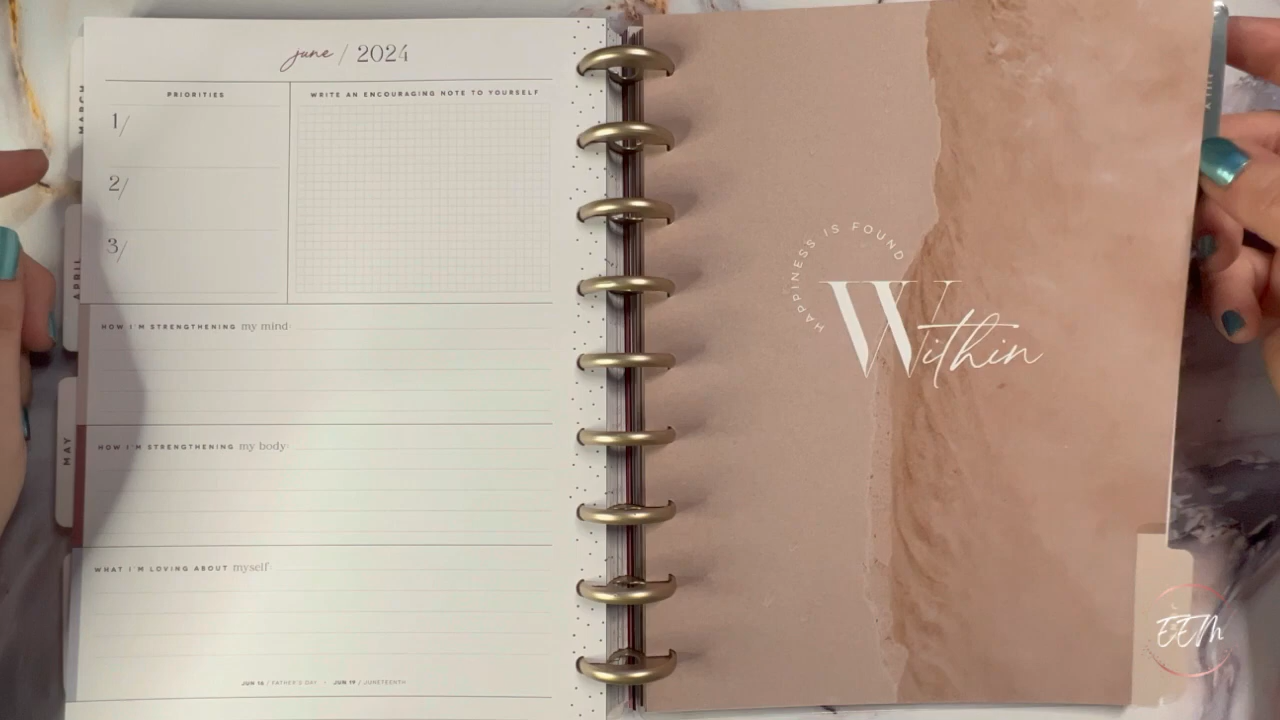 june / 2024
PRIORITIES
WRITE AN ENCOURAGING NOTE TO YOURSELF
1/
2/
3/
HOW I'M STRENGTHENING my mind:
HOW I'M STRENGTHENING my body:
WHAT I'M LOVING ABOUT myself:
JUN 16 / FATHER'S DAY • JUN 19 / JUNETEENTH
MARCH
APRIL
MAY
HAPPINESS IS FOUND
Within
JULY
EEM